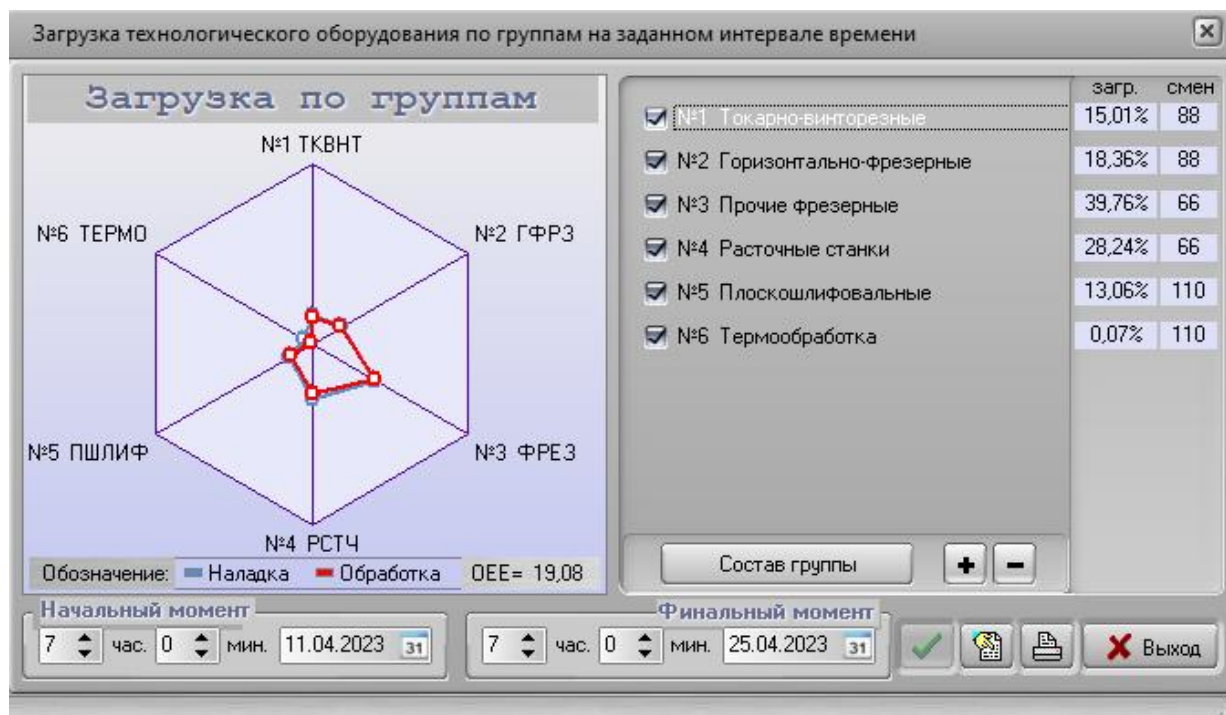 Загрузка технологического оборудования по группам на заданном интервале времени
Загрузка по группам
№1 ТКВНТ
№6 ТЕРМО
№2 ГФРЗ
№5 ПШЛИФ
№3 ФРЕЗ
№4 РСТЧ
Обозначение: Наладка Обработка OEE= 19,08
загр. смен
№1 Токарно-винторезные 15,01% 88
№2 Горизонтально-фрезерные 18,36% 88
№3 Прочие фрезерные 39,76% 66
№4 Расточные станки 28,24% 66
№5 Плоскошлифовальные 13,06% 110
№6 Термообработка 0,07% 110
Состав группы + −
Начальный момент
7 час. 0 мин. 11.04.2023 31
Финальный момент
7 час. 0 мин. 25.04.2023 31
Выход